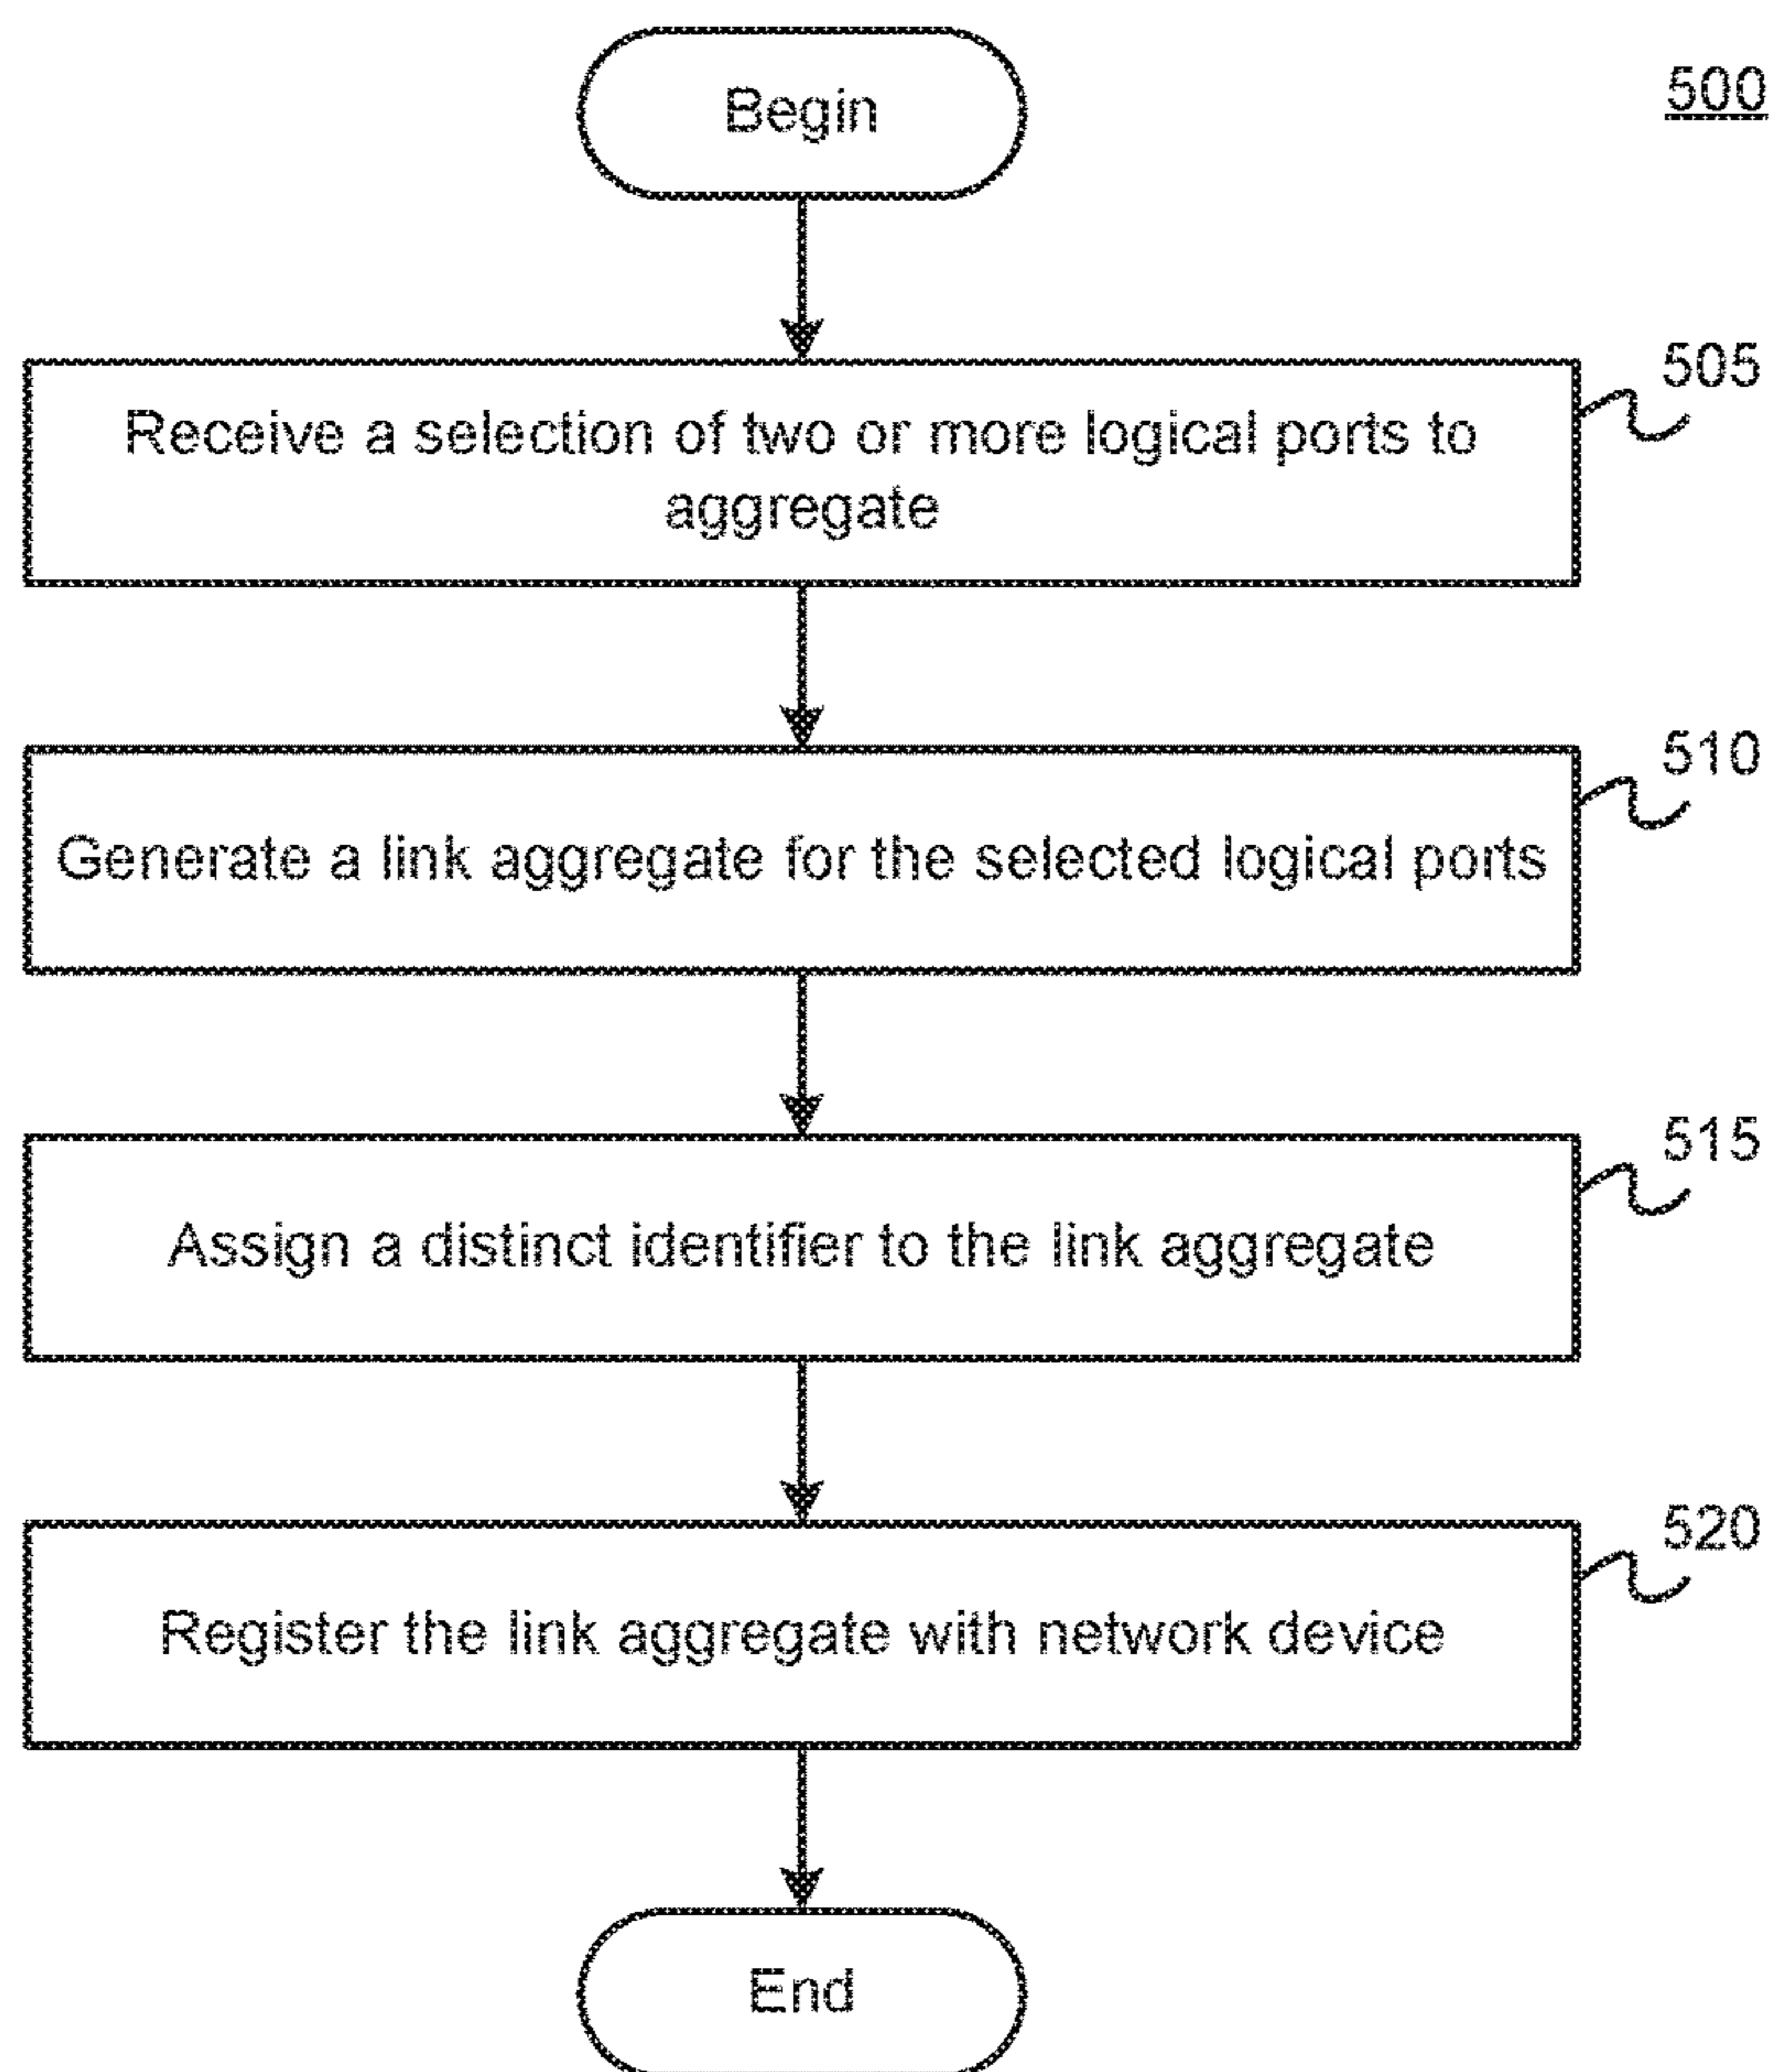 Begin
500
505
Receive a selection of two or more logical ports to
aggregate
510
Generate a link aggregate for the selected logical ports
515
Assign a distinct identifier to the link aggregate
520
Register the link aggregate with network device
End